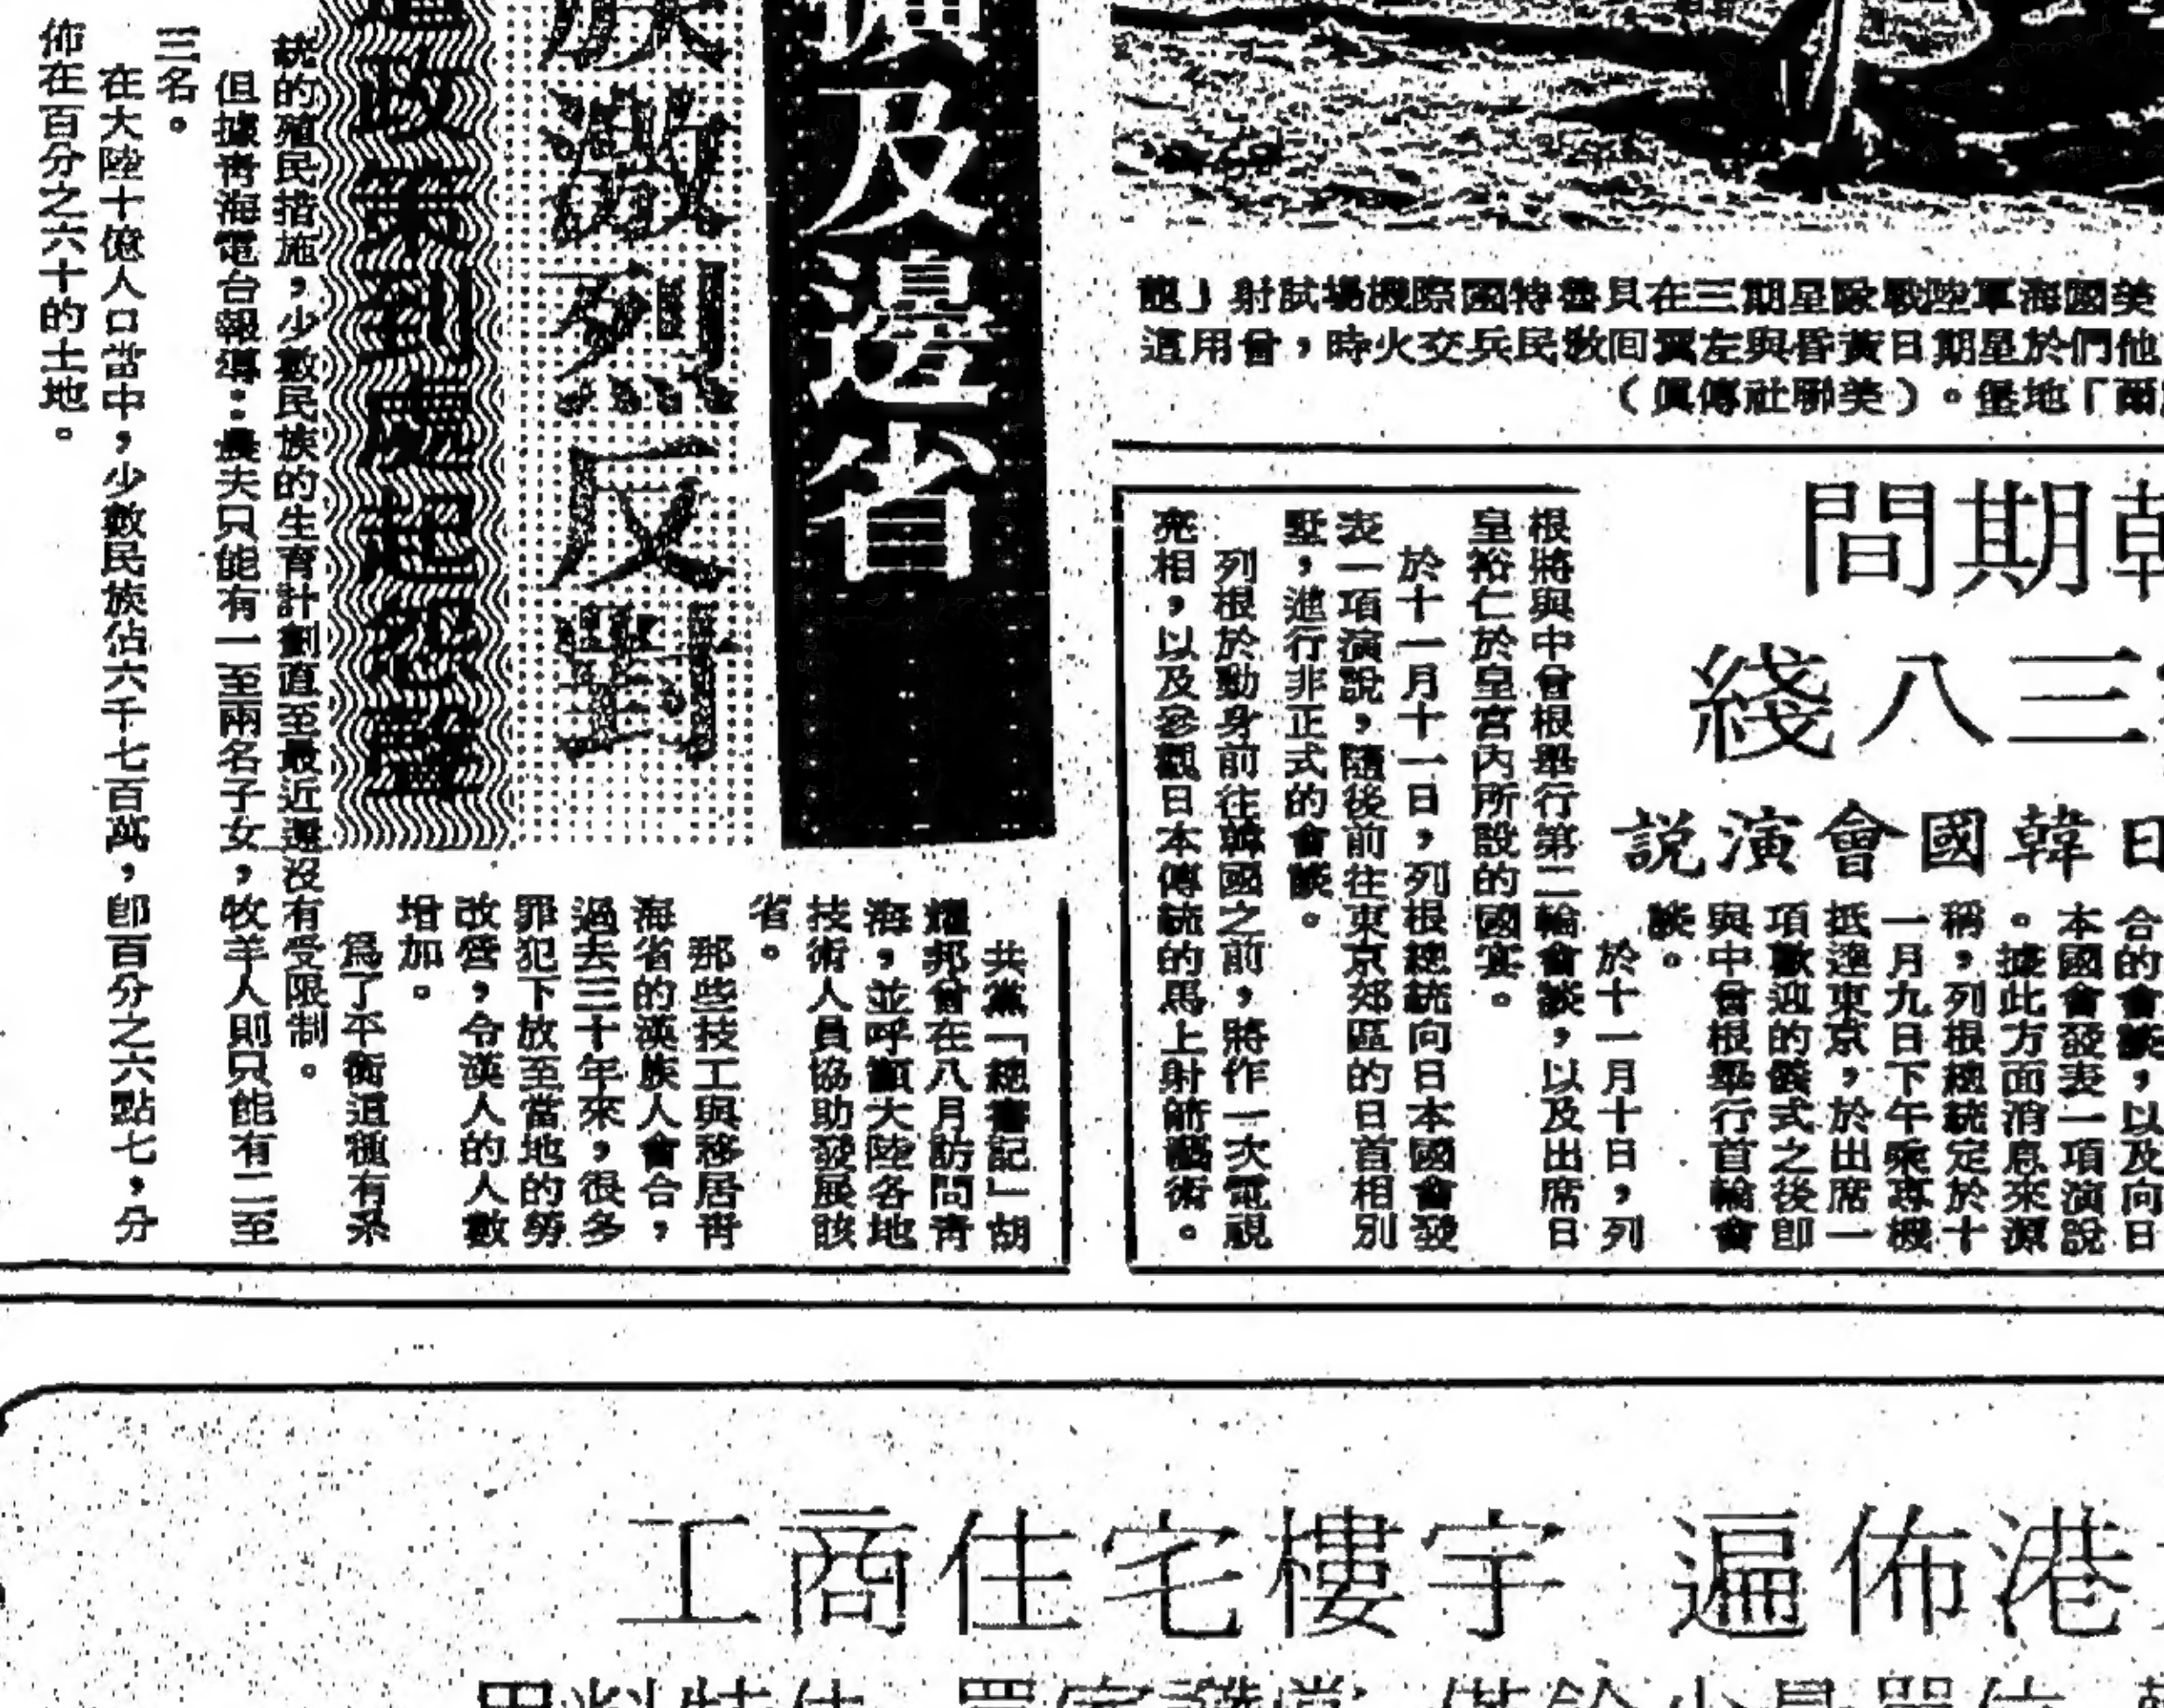 美國海軍陸戰隊星期三在貝魯特國際機場試射「龍
他們於星期日黃昏與左翼回敎民兵交火時，曾用這
爾」地堡。（美聯社傳真）
期間
三八綫
日韓國會演説
合的會談，以及向日
本國會發表一項演說
。據此方面消息來源
稱，列根總統定於十
一月九日下午乘專機
抵達東京，於出席一
項歡迎的儀式之後卽
與中曾根舉行首輪會
談。
於十一月十日，列
根將與中曾根舉行第二輪會談，以及出席日
皇裕仁於皇宮內所設的國宴。
於十一月十一日，列根總統向日本國會發
表一項演說，隨後前往東京郊區的日首相別
墅，進行非正式的會談。
列根於動身前往韓國之前，將作一次電視
亮相，以及參觀日本傳統的馬上射箭騎術。
及邊省
族激烈反對
政策到處起怨聲
共黨「總書記」胡
耀邦曾在八月訪問青
海，並呼籲大陸各地
技術人員協助發展該
省。
那些技工與移居青
海省的漢族人會合，
過去三十年來，很多
罪犯下放至當地的勞
改營，令漢人的人數
增加。
爲了平衡這種有系
統的殖民措施，少數民族的生育計劃直至最近還沒有受限制。
但據青海電台報導：農夫只能有一至兩名子女，牧羊人則只能有二至
三名。
在大陸十億人口當中，少數民族佔六千七百萬，卽百分之六點七，分
佈在百分之六十的土地。
工商住宅樓宇 遍佈港